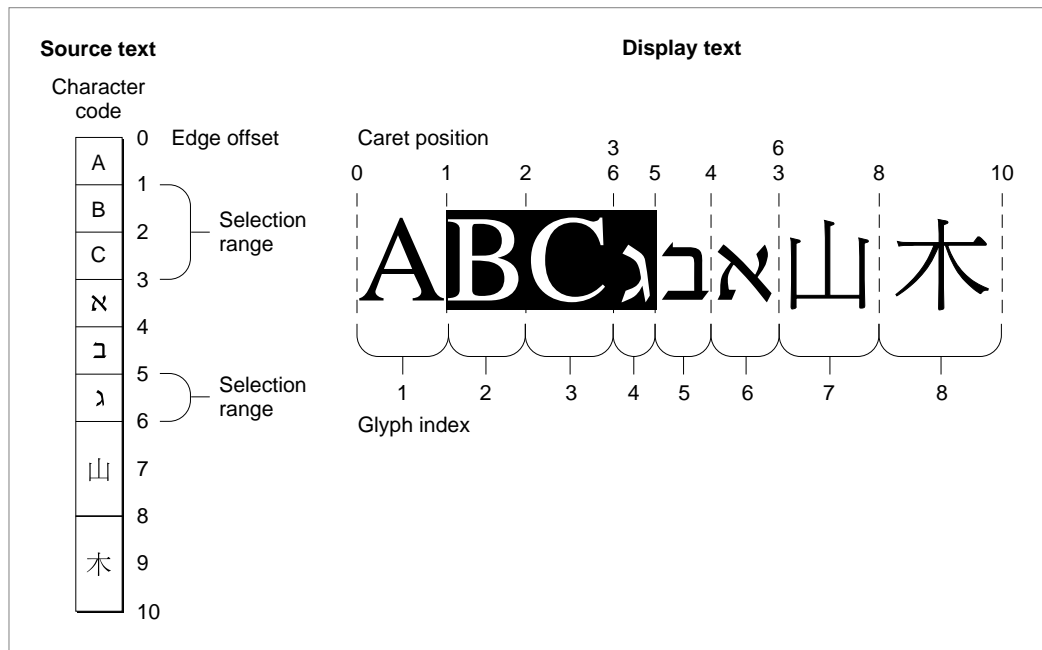 Source text
Display text
Character
code
0 Edge offset
A
1
B
2
C
3
א
4
ב
5
ג
6
山
7
8
木
9
10
Selection
range
Selection
range
Caret position
3 6
0 1 2 6 5 4 3 8 10
ABCגבא山木
1 2 3 4 5 6 7 8
Glyph index